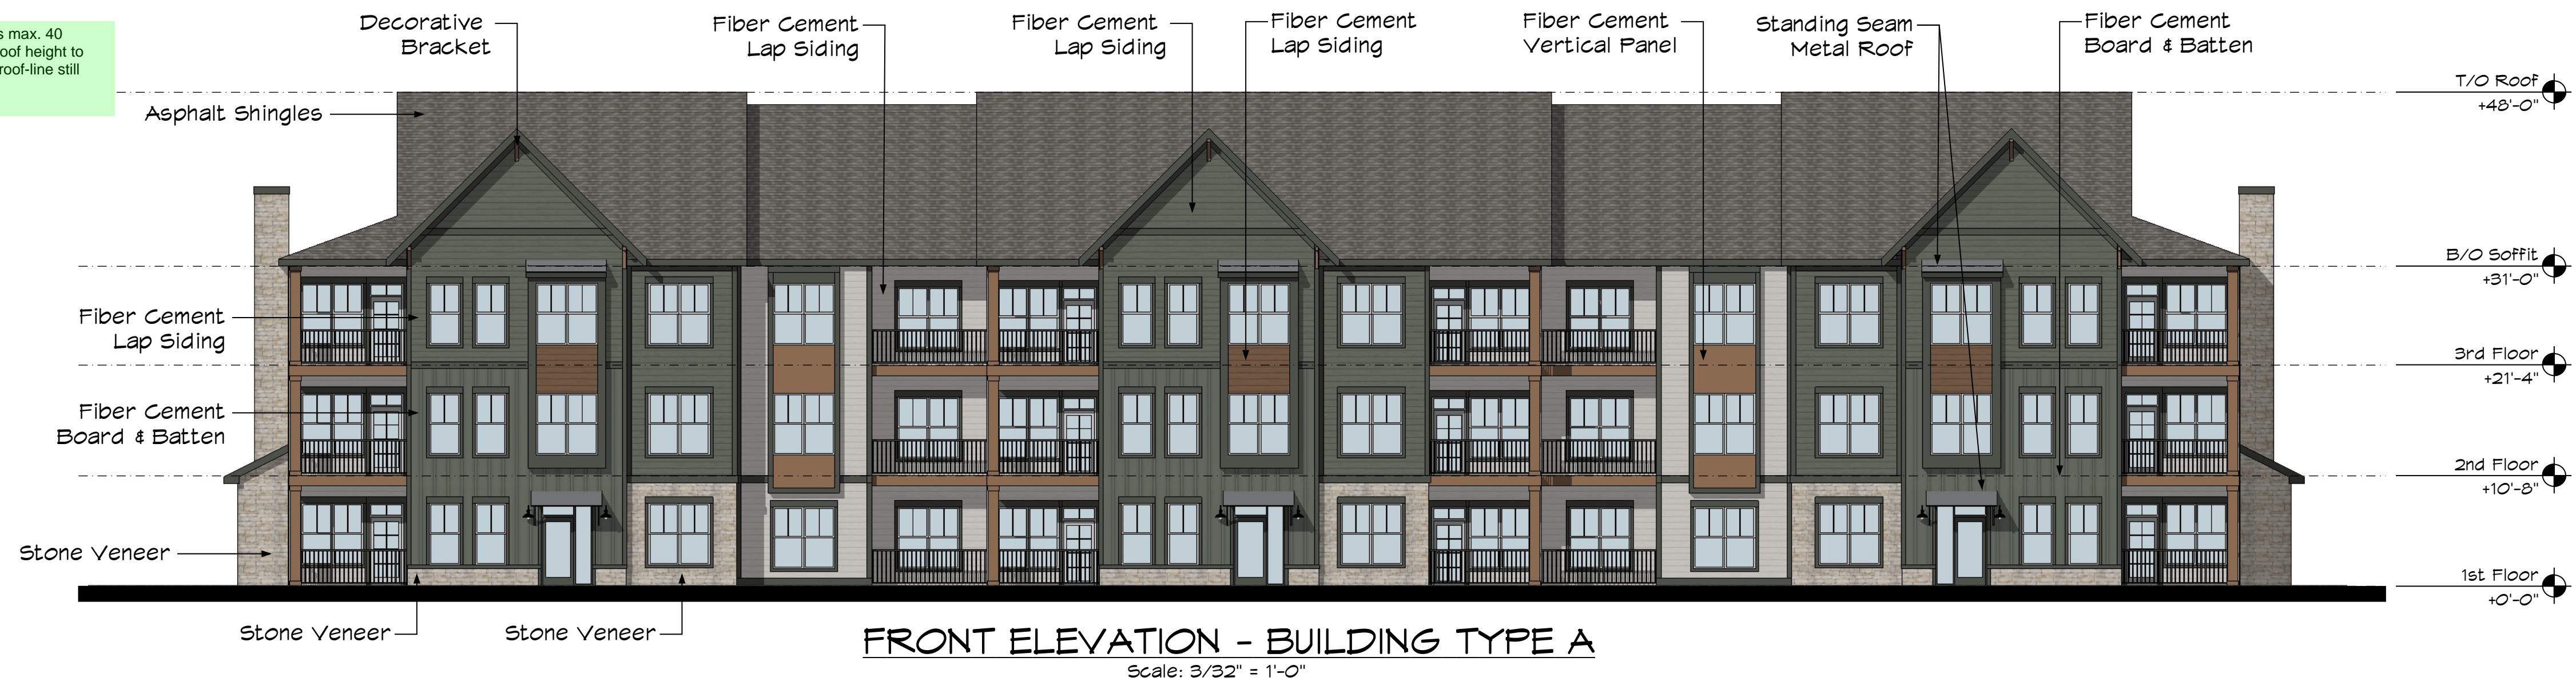 s max. 40
oof height to
roof-line still
Decorative
Bracket
Fiber Cement
Lap Siding
Fiber Cement
Lap Siding
Fiber Cement
Lap Siding
Fiber Cement
Vertical Panel
Standing Seam
Metal Roof
Fiber Cement
Board & Batten
Asphalt Shingles
T/O Roof
+48'-0"
B/O Soffit
+31'-0"
Fiber Cement
Lap Siding
3rd Floor
+21'-4"
Fiber Cement
Board & Batten
2nd Floor
+10'-8"
Stone Veneer
1st Floor
+0'-0"
Stone Veneer
Stone Veneer
FRONT ELEVATION - BUILDING TYPE A
Scale: 3/32" = 1'-0"